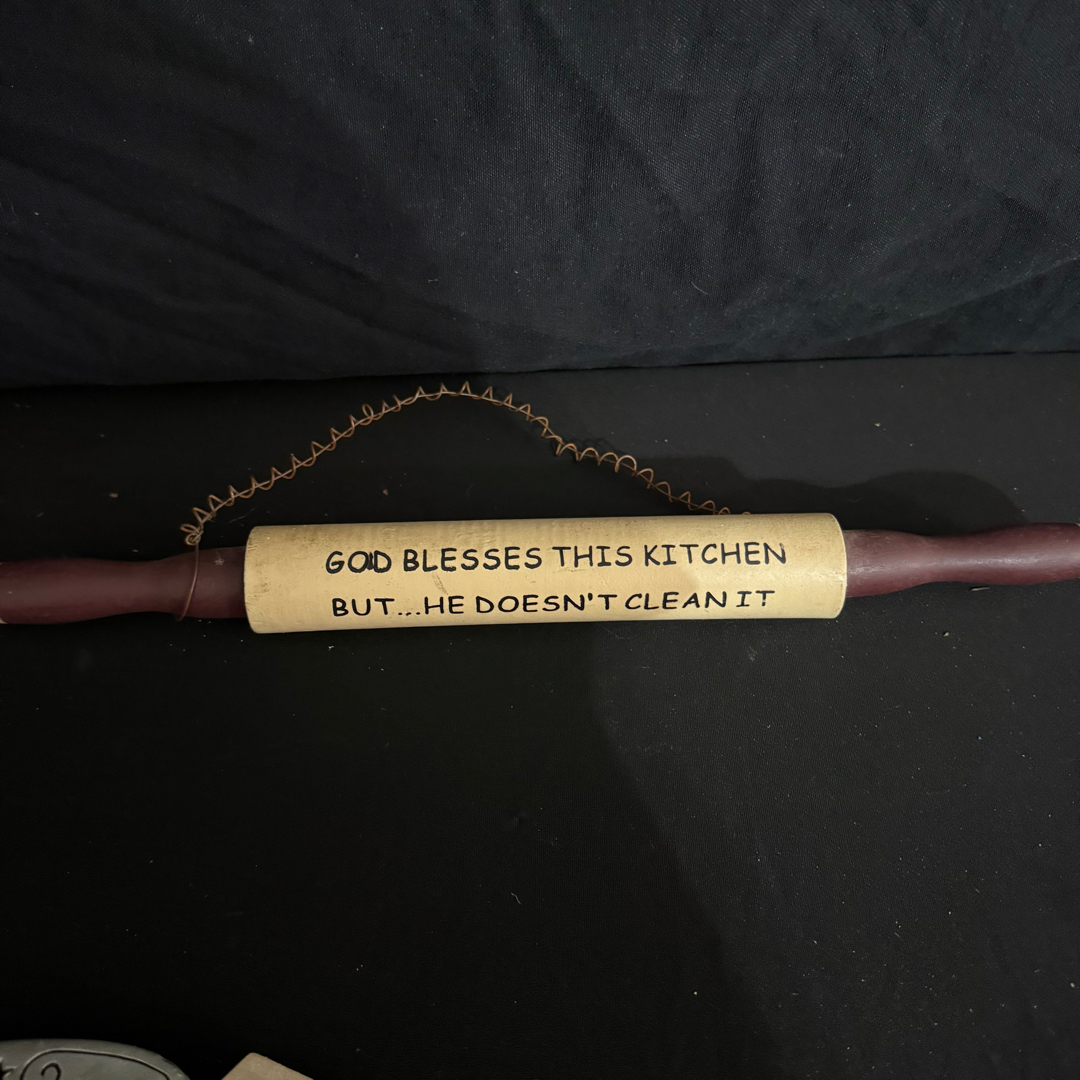 GOD BLESSES THIS KITCHEN
BUT...HE DOESN'T CLEAN IT